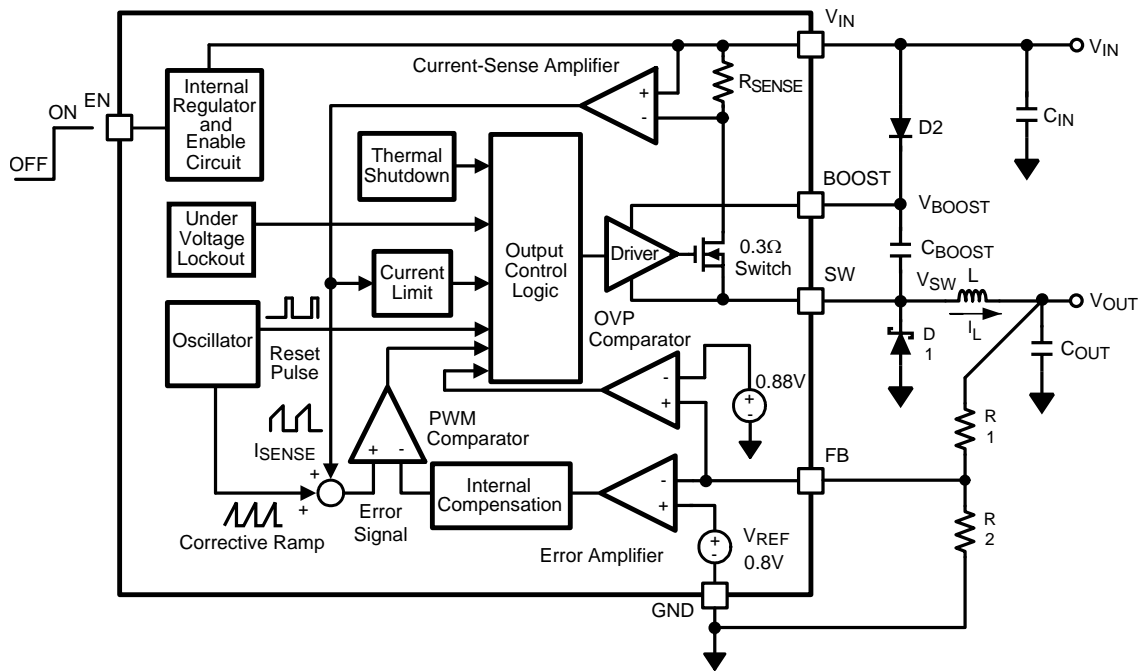 VIN
VIN
EN
ON
OFF
Internal
Regulator
and
Enable
Circuit
Current-Sense Amplifier
+
-
RSENSE
CIN
D2
Thermal
Shutdown
BOOST
VBOOST
Under
Voltage
Lockout
Output
Control
Logic
Driver
0.3Ω
Switch
CBOOST
Current
Limit
SW
VSW
L
IL
VOUT
OVP
Comparator
D
1
COUT
Oscillator
Reset
Pulse
-
+
+
-
0.88V
PWM
Comparator
R
1
ISENSE
+
-
+
+
Internal
Compensation
-
+
FB
Corrective Ramp
Error
Signal
Error Amplifier
+
-
VREF
0.8V
R
2
GND